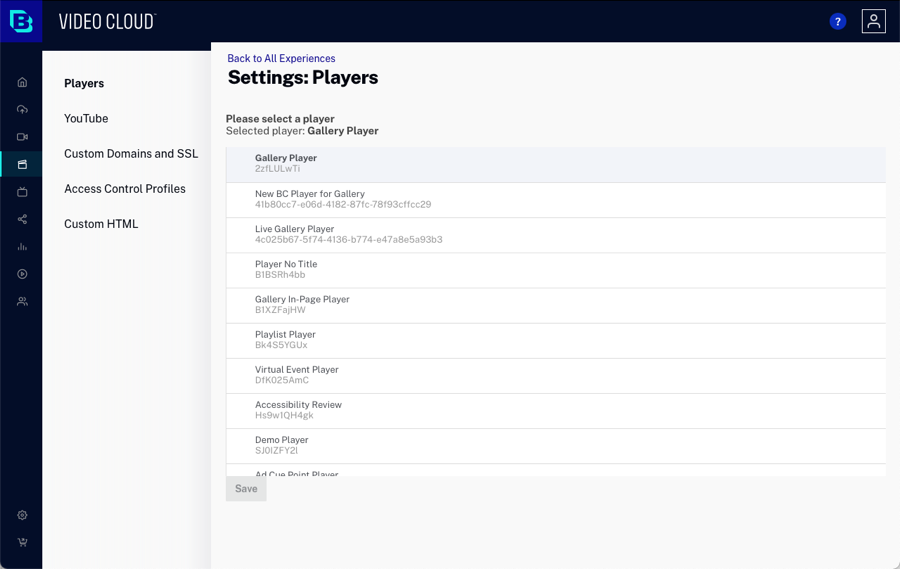 VIDEO CLOUD
?
Players
YouTube
Custom Domains and SSL
Access Control Profiles
Custom HTML
Back to All Experiences
Settings: Players
Please select a player
Selected player: Gallery Player
Gallery Player
2zfLULwTi
New BC Player for Gallery
41b80cc7-e06d-4182-87fc-78f93cffcc29
Live Gallery Player
4c025b67-5f74-4136-b774-e47a8e5a93b3
Player No Title
B1BSRh4bb
Gallery In-Page Player
B1XZFajHW
Playlist Player
Bk4S5YGUx
Virtual Event Player
DfK025AmC
Accessibility Review
Hs9w1QH4gk
Demo Player
SJ0IZFY2l
Ad Cue Point Player
Save